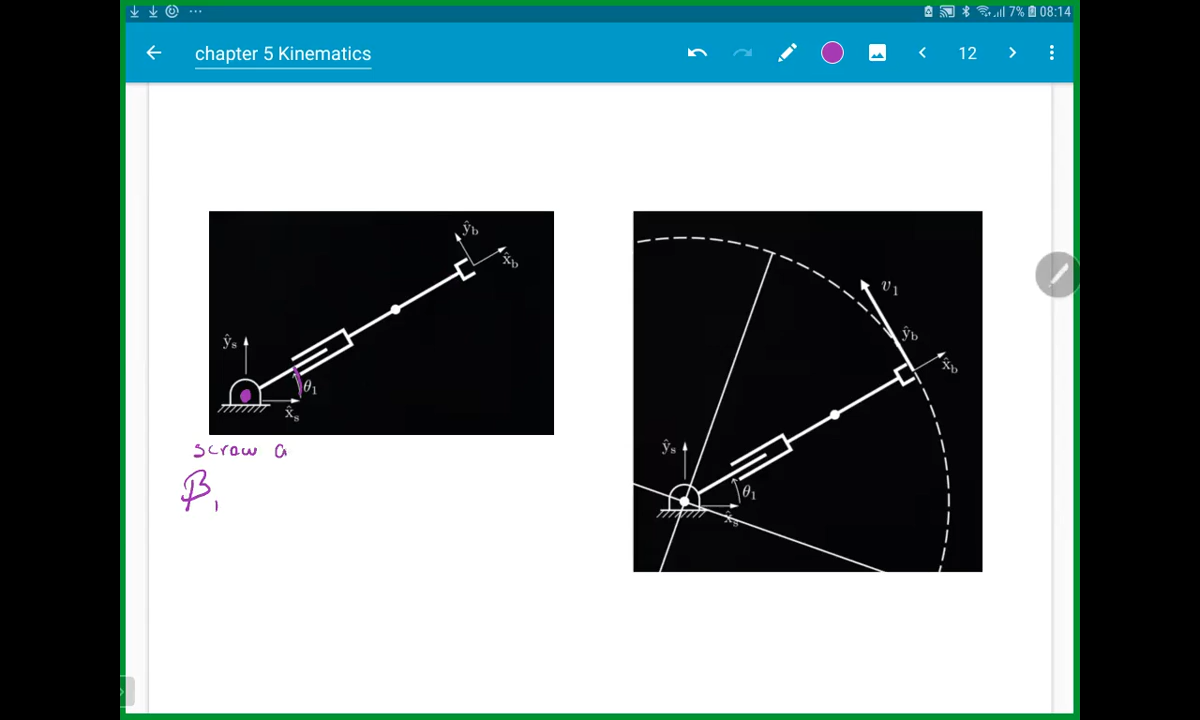 7% 08:14
chapter 5 Kinematics
12
ŷb
x̂b
ŷs
θ1
x̂s
screw a
B1
v1
ŷb
x̂b
ŷs
θ1
x̂s